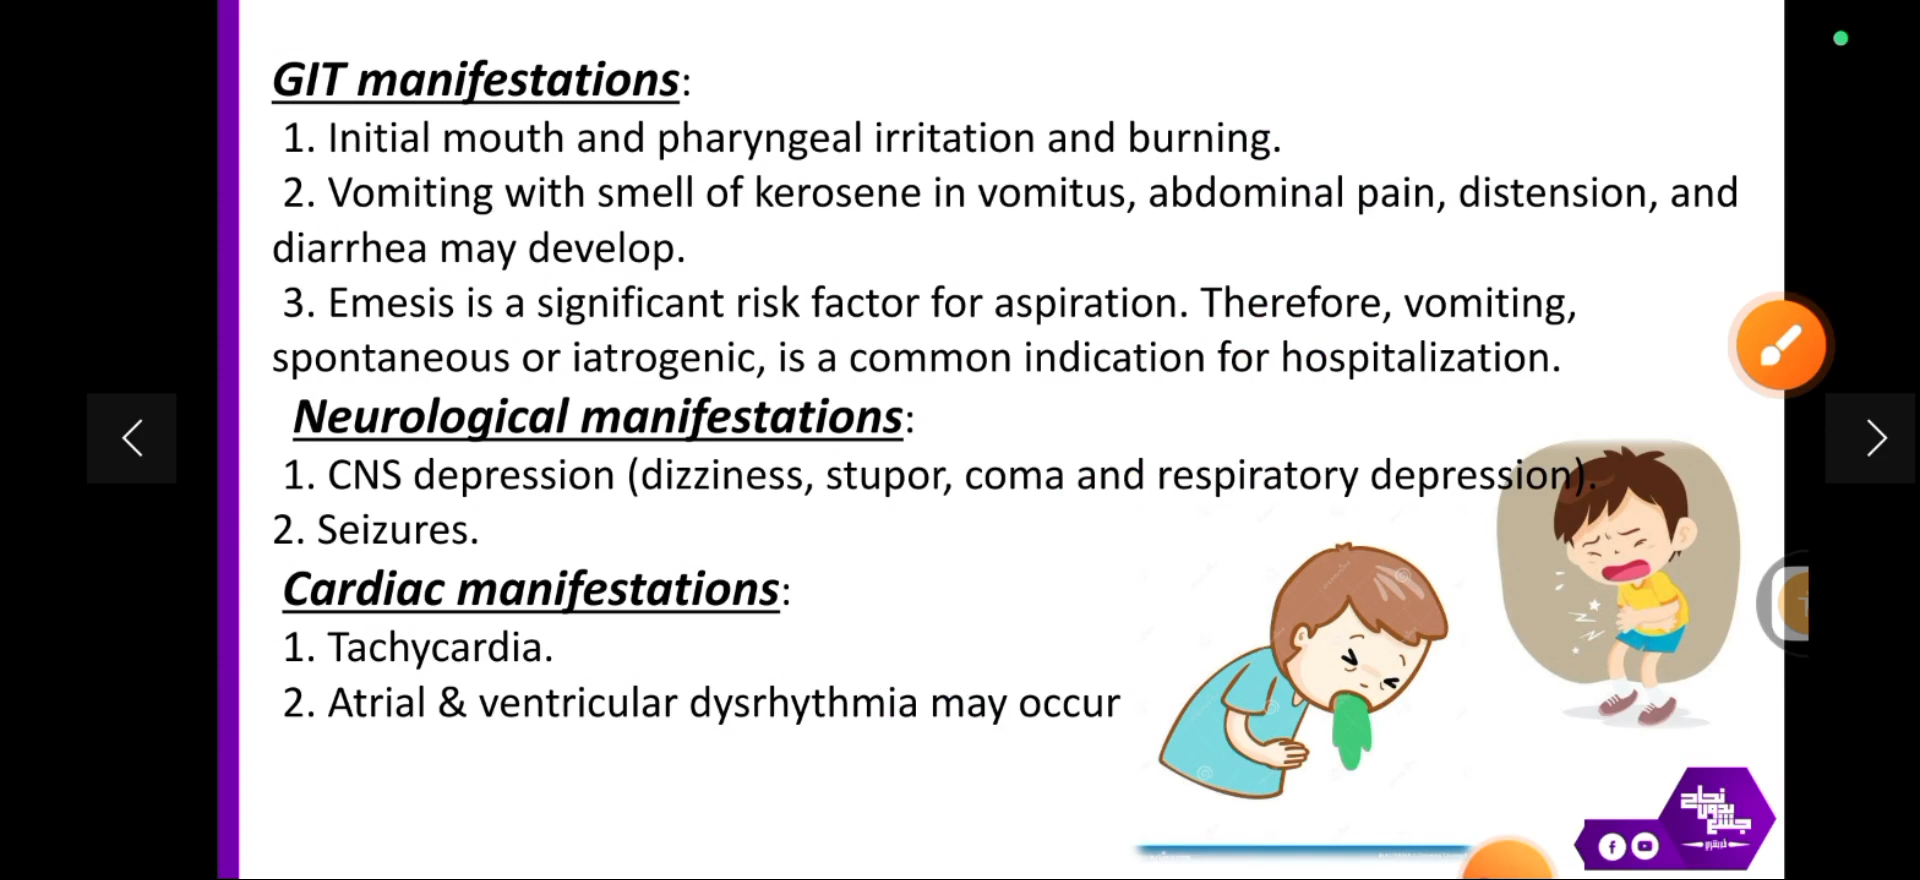 GIT manifestations:
1. Initial mouth and pharyngeal irritation and burning.
2. Vomiting with smell of kerosene in vomitus, abdominal pain, distension, and
diarrhea may develop.
3. Emesis is a significant risk factor for aspiration. Therefore, vomiting,
spontaneous or iatrogenic, is a common indication for hospitalization.
Neurological manifestations:
1. CNS depression (dizziness, stupor, coma and respiratory depression).
2. Seizures.
Cardiac manifestations:
1. Tachycardia.
2. Atrial & ventricular dysrhythmia may occur
نجاح
بدون